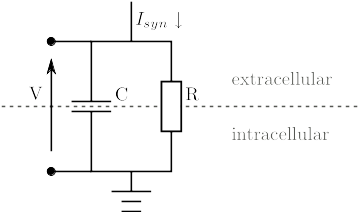 I_syn ↓
extracellular
V
C
R
intracellular